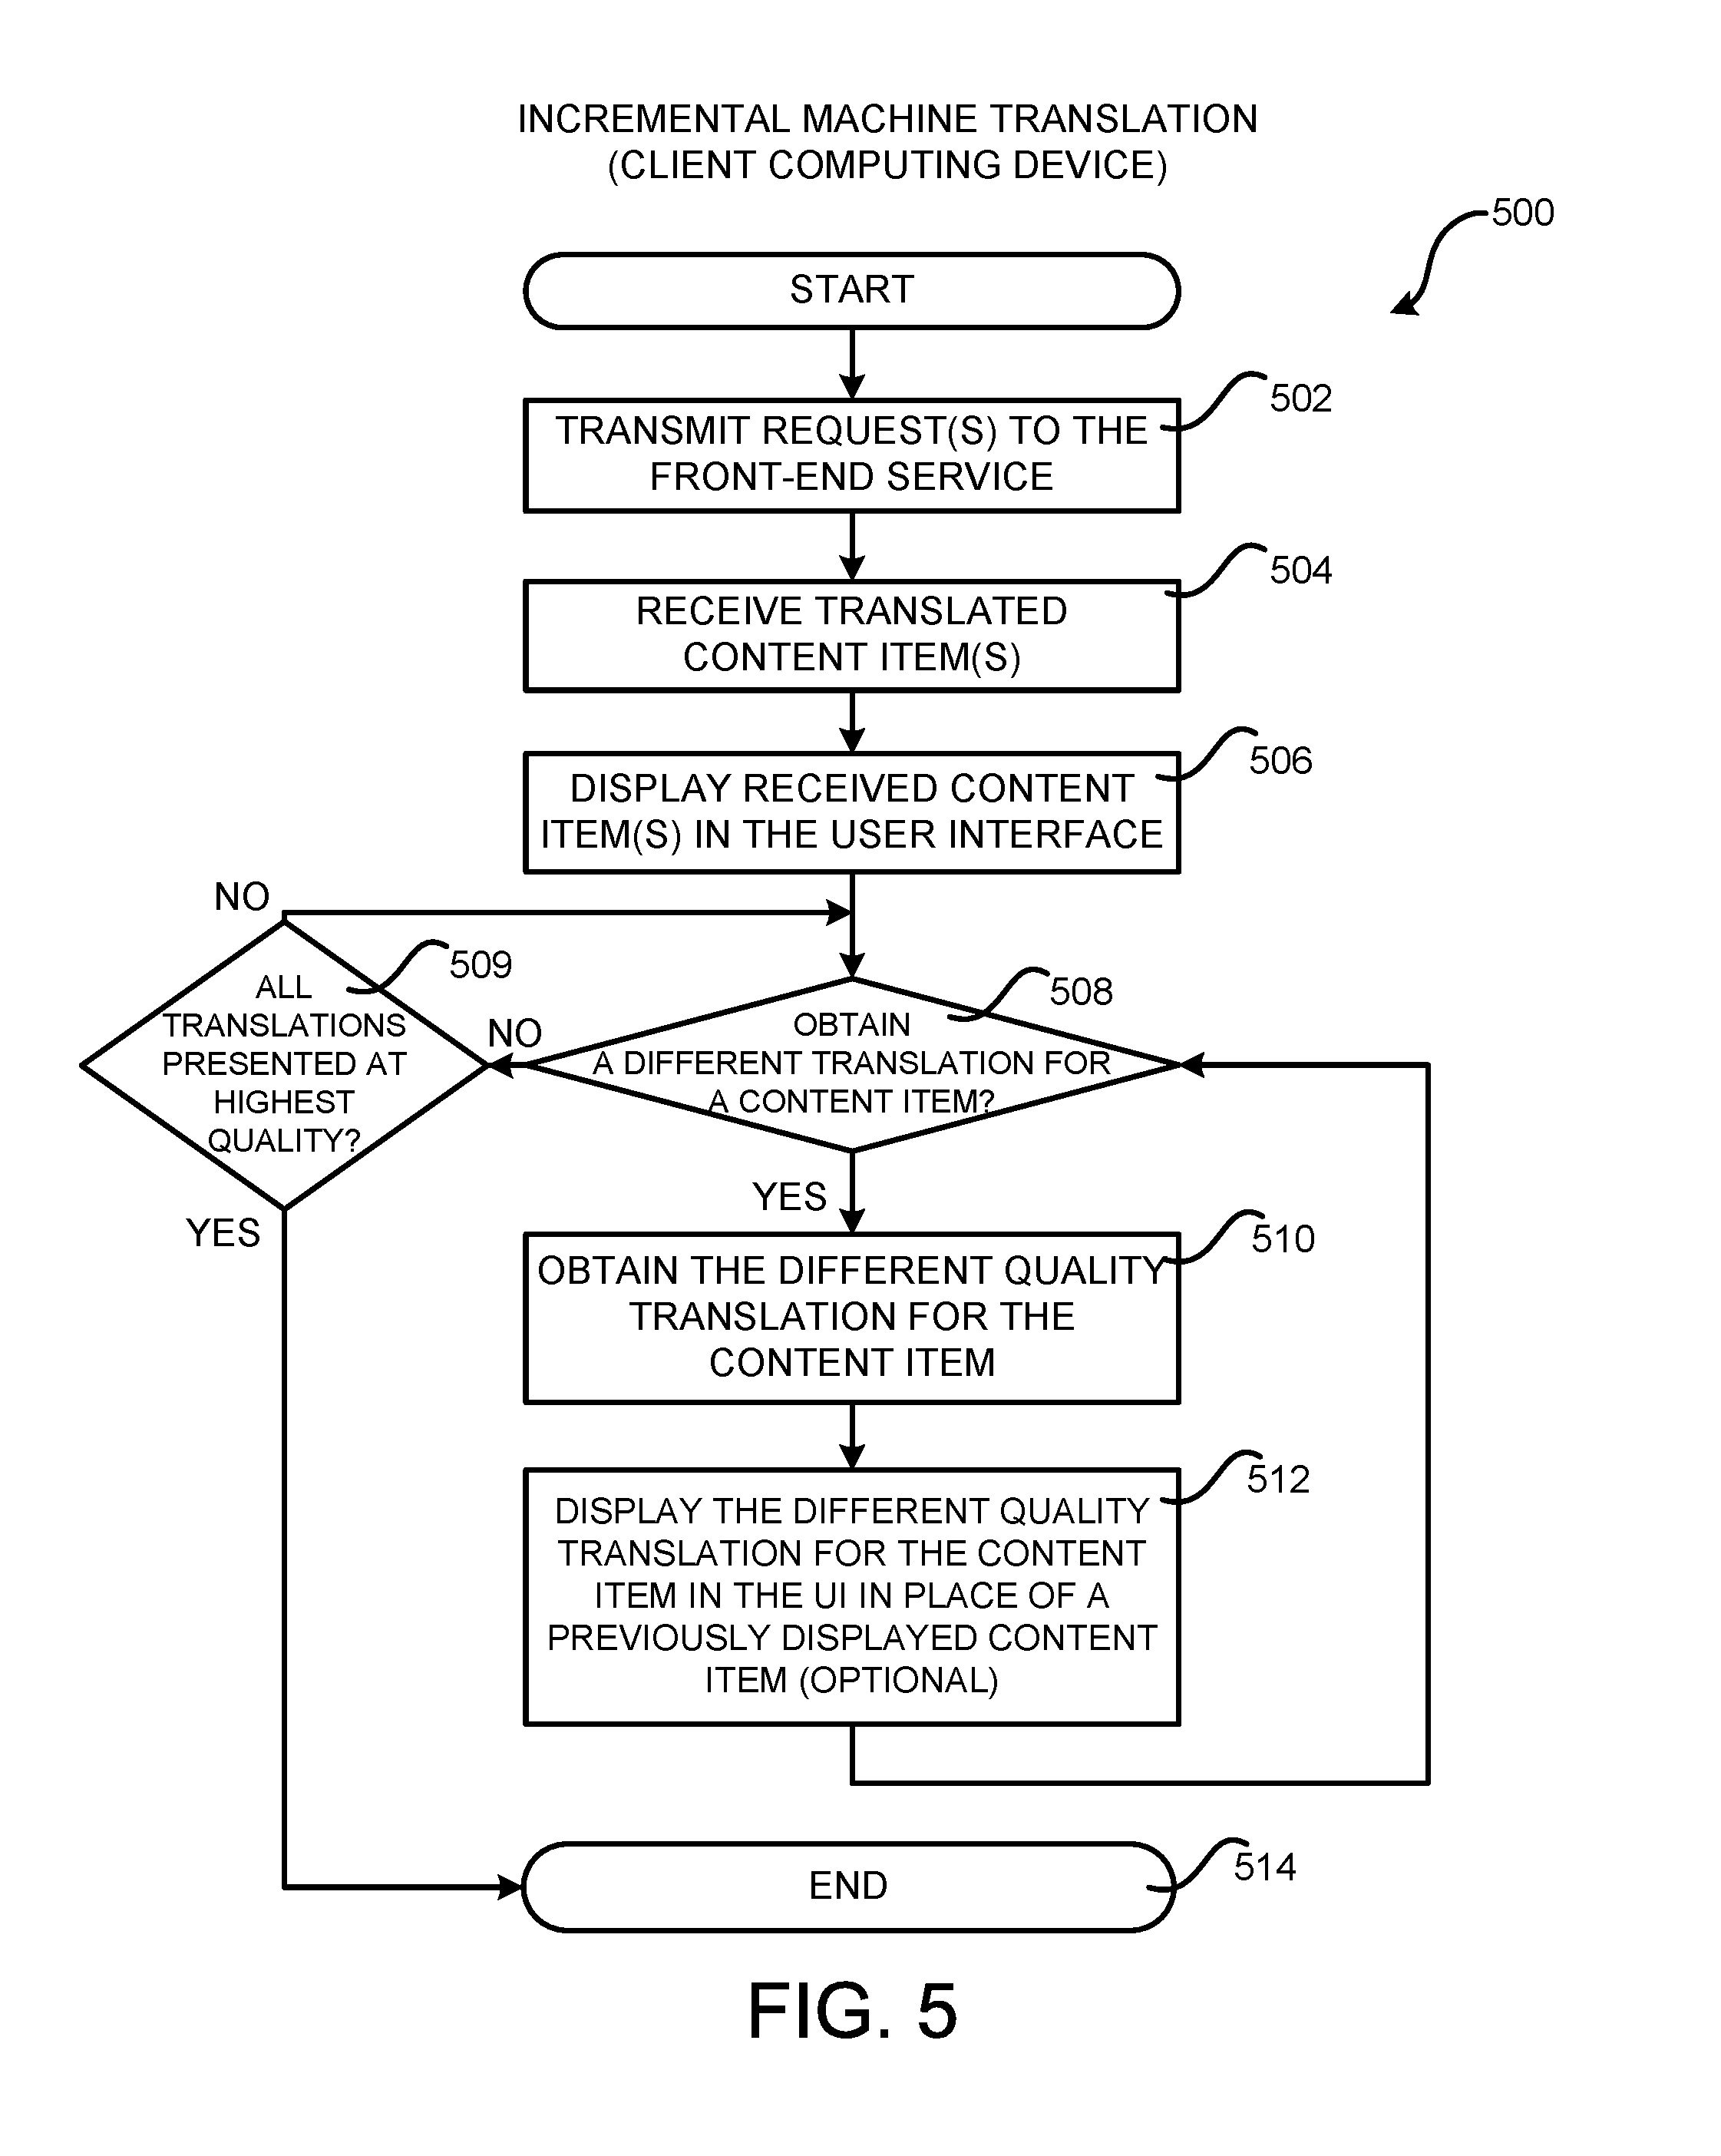 INCREMENTAL MACHINE TRANSLATION
(CLIENT COMPUTING DEVICE)
500
START
502
TRANSMIT REQUEST(S) TO THE
FRONT-END SERVICE
504
RECEIVE TRANSLATED
CONTENT ITEM(S)
506
DISPLAY RECEIVED CONTENT
ITEM(S) IN THE USER INTERFACE
NO
509
ALL
TRANSLATIONS
PRESENTED AT
HIGHEST
QUALITY?
NO
508
OBTAIN
A DIFFERENT TRANSLATION FOR
A CONTENT ITEM?
YES
YES
510
OBTAIN THE DIFFERENT QUALITY
TRANSLATION FOR THE
CONTENT ITEM
512
DISPLAY THE DIFFERENT QUALITY
TRANSLATION FOR THE CONTENT
ITEM IN THE UI IN PLACE OF A
PREVIOUSLY DISPLAYED CONTENT
ITEM (OPTIONAL)
END
514
FIG. 5